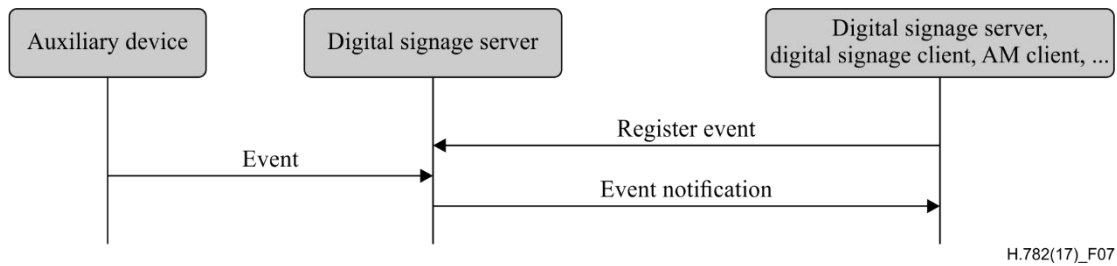 Auxiliary device
Digital signage server
Digital signage server,
digital signage client, AM client, ...
Register event
Event
Event notification
H.782(17)_F07